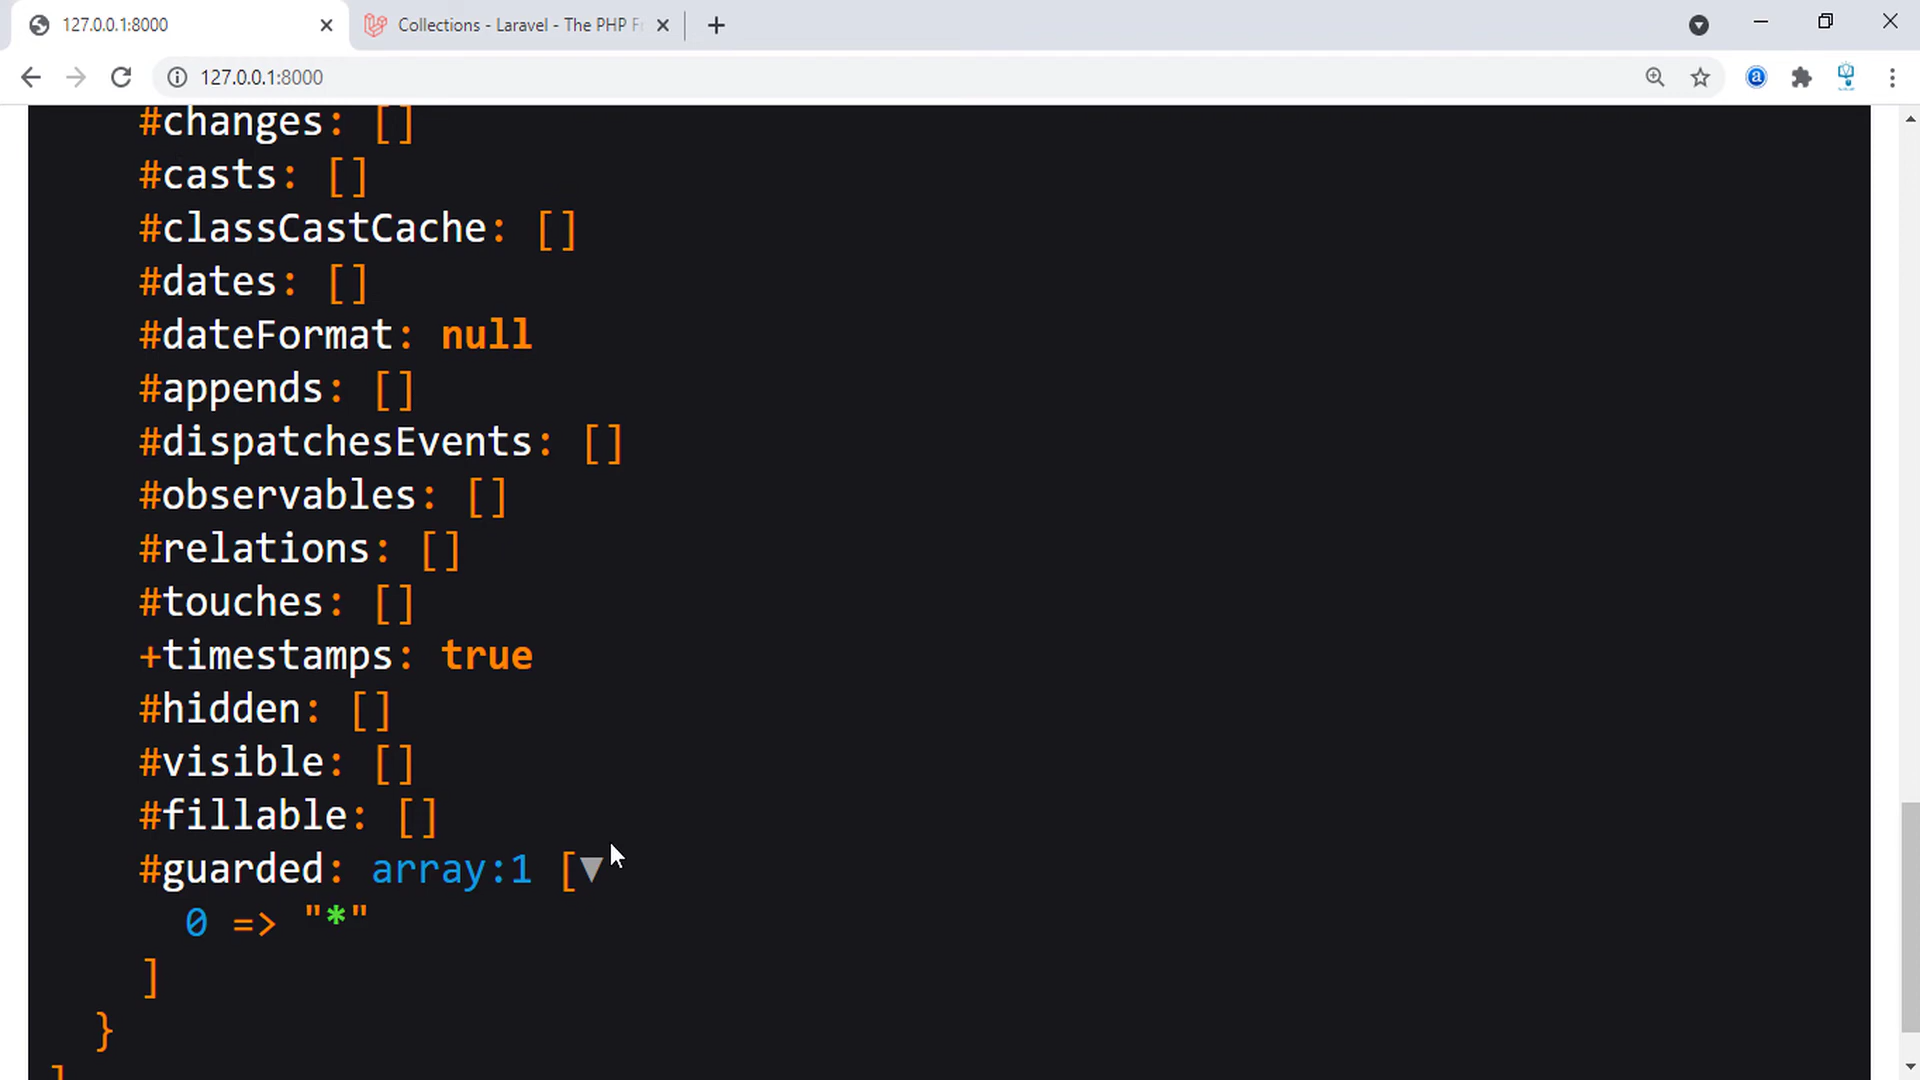 127.0.0.1:8000
Collections - Laravel - The PHP Fr
127.0.0.1:8000
#changes: []
#casts: []
#classCastCache: []
#dates: []
#dateFormat: null
#appends: []
#dispatchesEvents: []
#observables: []
#relations: []
#touches: []
+timestamps: true
#hidden: []
#visible: []
#fillable: []
#guarded: array:1 [▼
0 => "*"
]
}
]